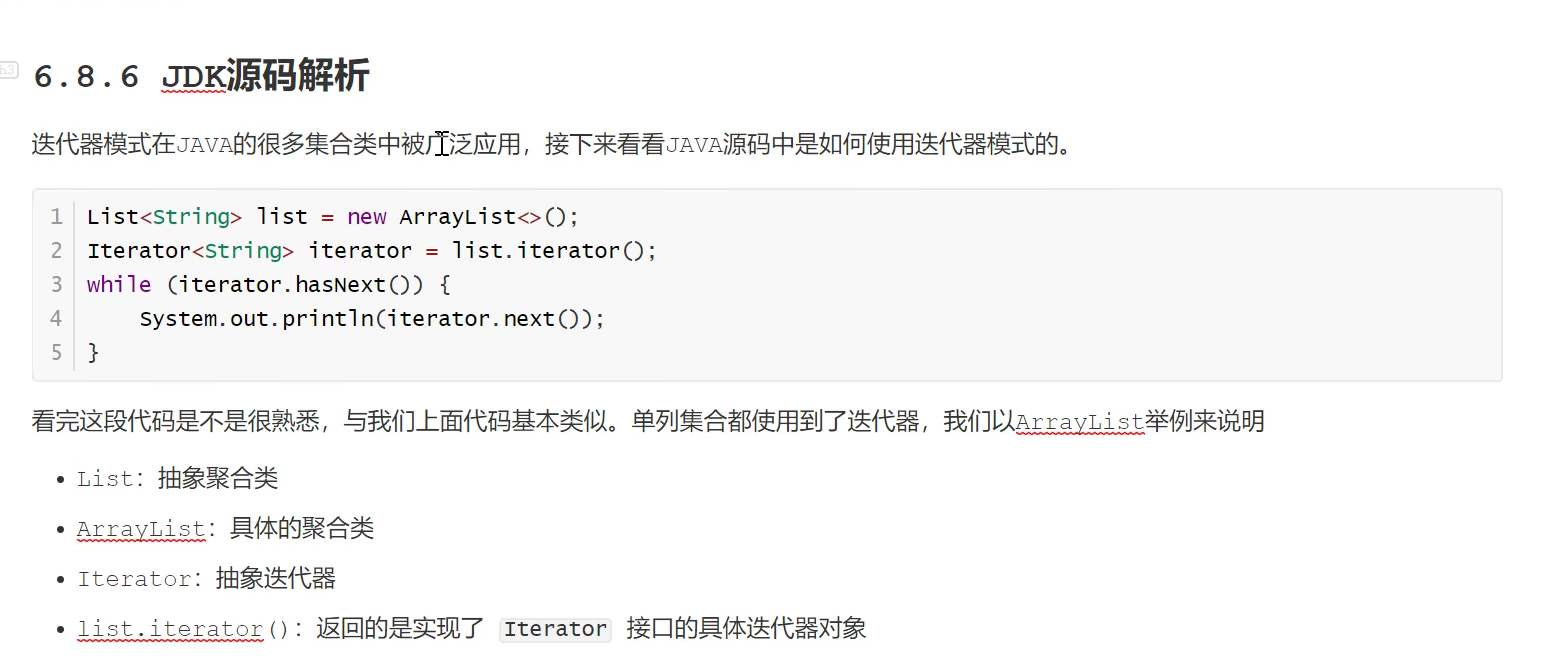 h3
6.8.6 JDK源码解析
迭代器模式在JAVA的很多集合类中被广泛应用，接下来看看JAVA源码中是如何使用迭代器模式的。
1 List<String> list = new ArrayList<>();
2 Iterator<String> iterator = list.iterator();
3 while (iterator.hasNext()) {
4     System.out.println(iterator.next());
5 }
看完这段代码是不是很熟悉，与我们上面代码基本类似。单列集合都使用到了迭代器，我们以ArrayList举例来说明
• List：抽象聚合类
• ArrayList：具体的聚合类
• Iterator：抽象迭代器
• list.iterator()：返回的是实现了 Iterator 接口的具体迭代器对象